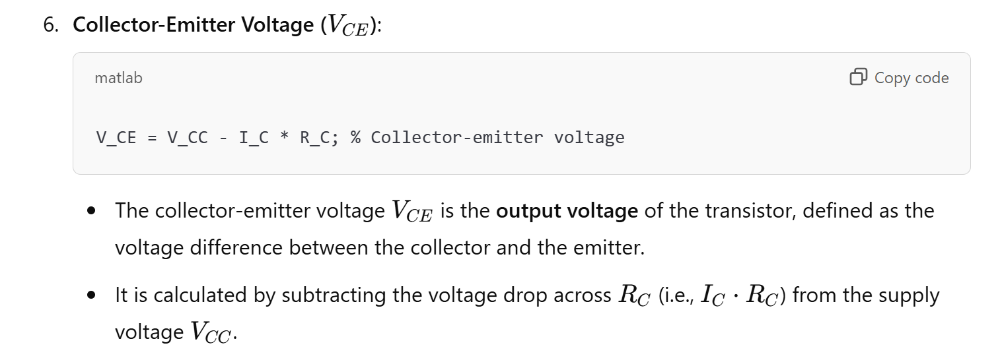 6. Collector-Emitter Voltage (V_{CE}):
matlab Copy code
V_CE = V_CC - I_C * R_C; % Collector-emitter voltage
• The collector-emitter voltage V_{CE} is the output voltage of the transistor, defined as the
voltage difference between the collector and the emitter.
• It is calculated by subtracting the voltage drop across R_C (i.e., I_C · R_C) from the supply
voltage V_{CC}.